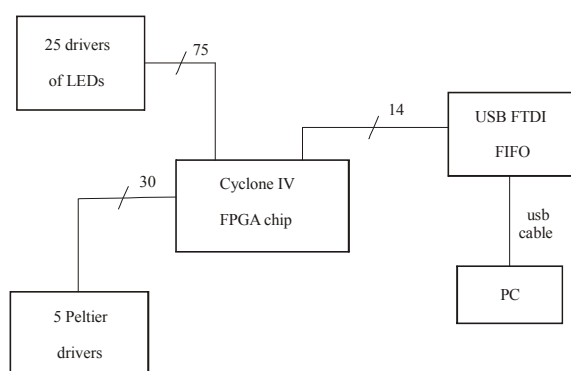 25 drivers
of LEDs
75
14
USB FTDI
FIFO
30
Cyclone IV
FPGA chip
usb
cable
5 Peltier
drivers
PC